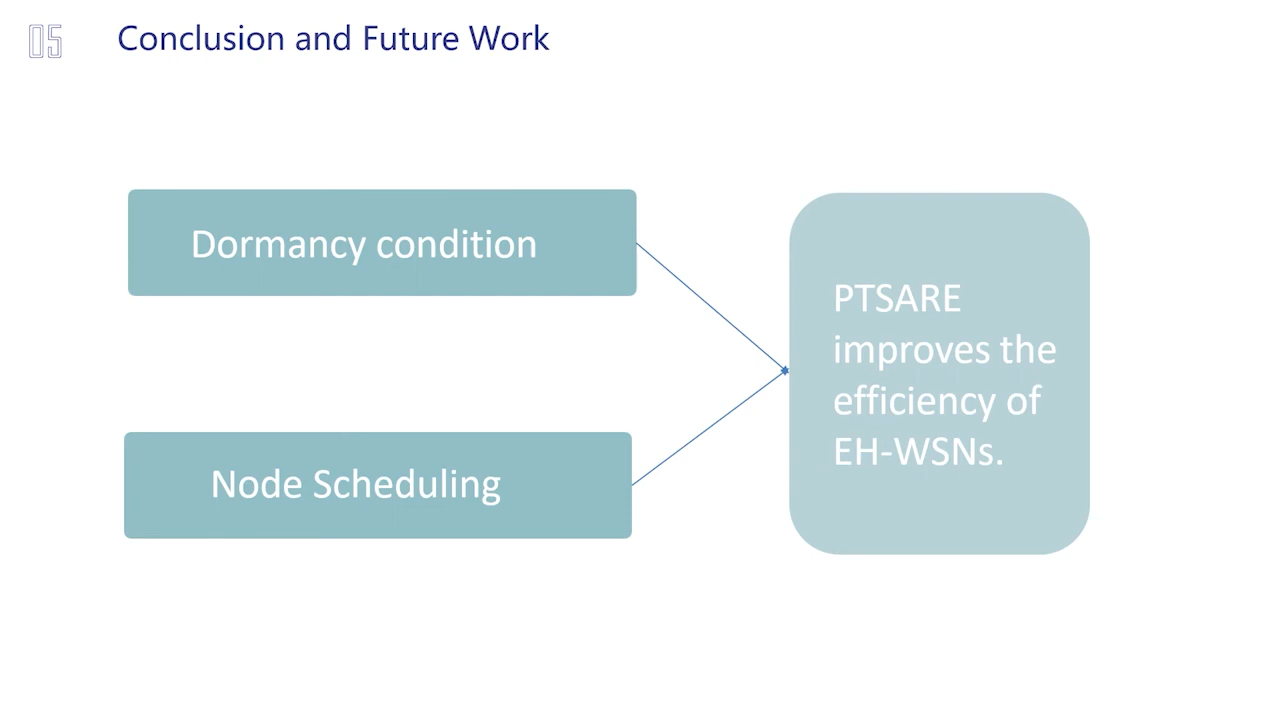 05
Conclusion and Future Work
Dormancy condition
Node Scheduling
PTSARE
improves the
efficiency of
EH-WSNs.